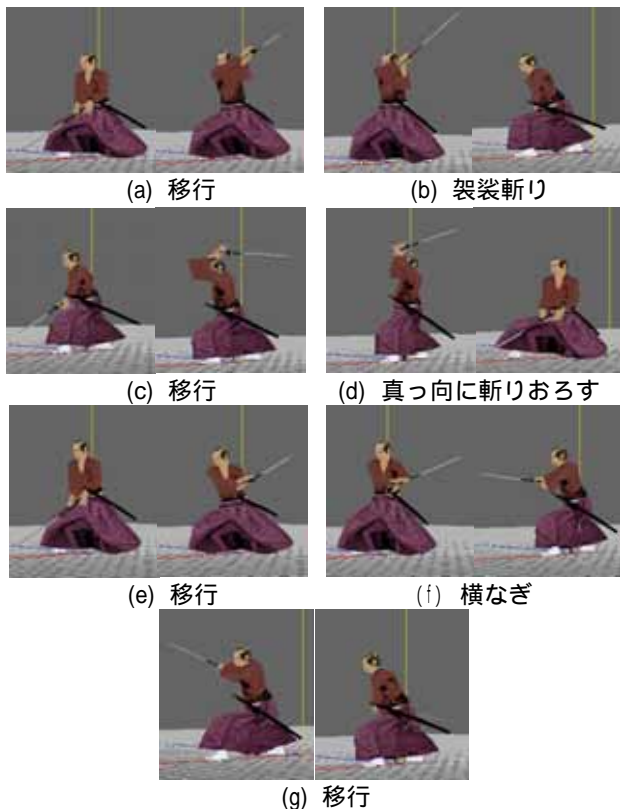 (a) 移行
(b) 袈裟斬り
(c) 移行
(d) 真っ向に斬りおろす
(e) 移行
(f) 横なぎ
(g) 移行